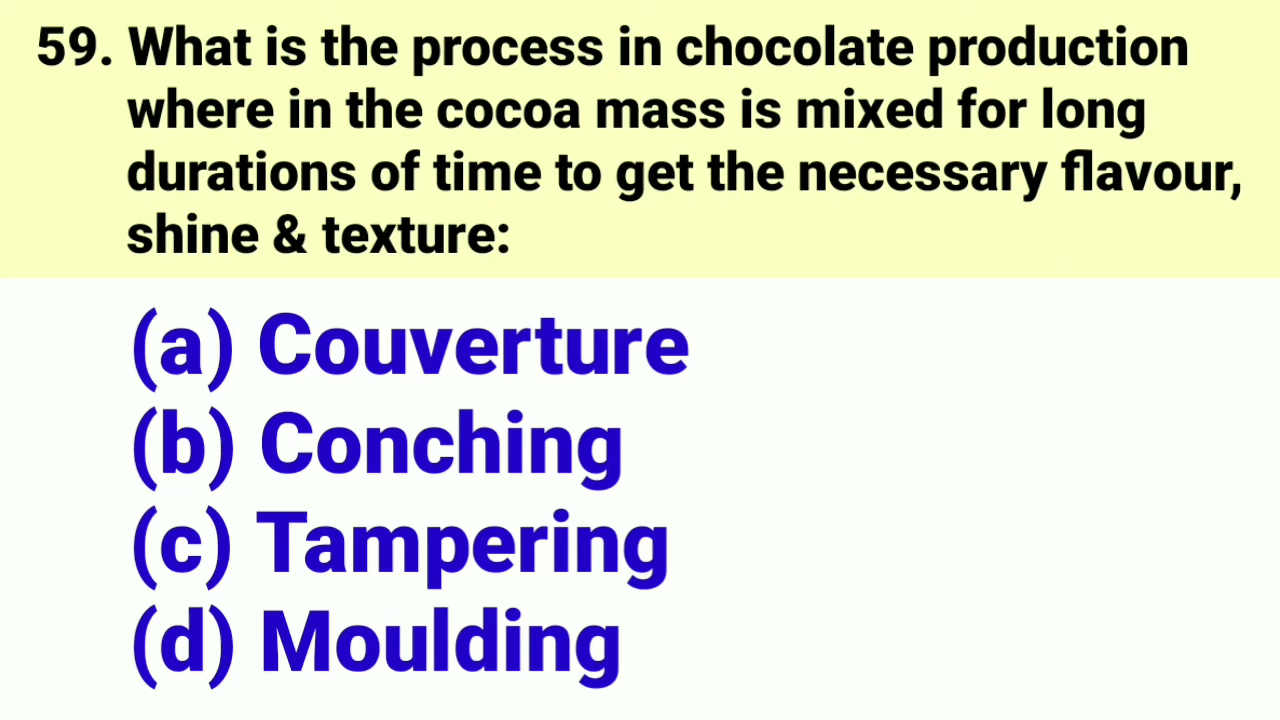 59. What is the process in chocolate production
where in the cocoa mass is mixed for long
durations of time to get the necessary flavour,
shine & texture:
(a) Couverture
(b) Conching
(c) Tampering
(d) Moulding